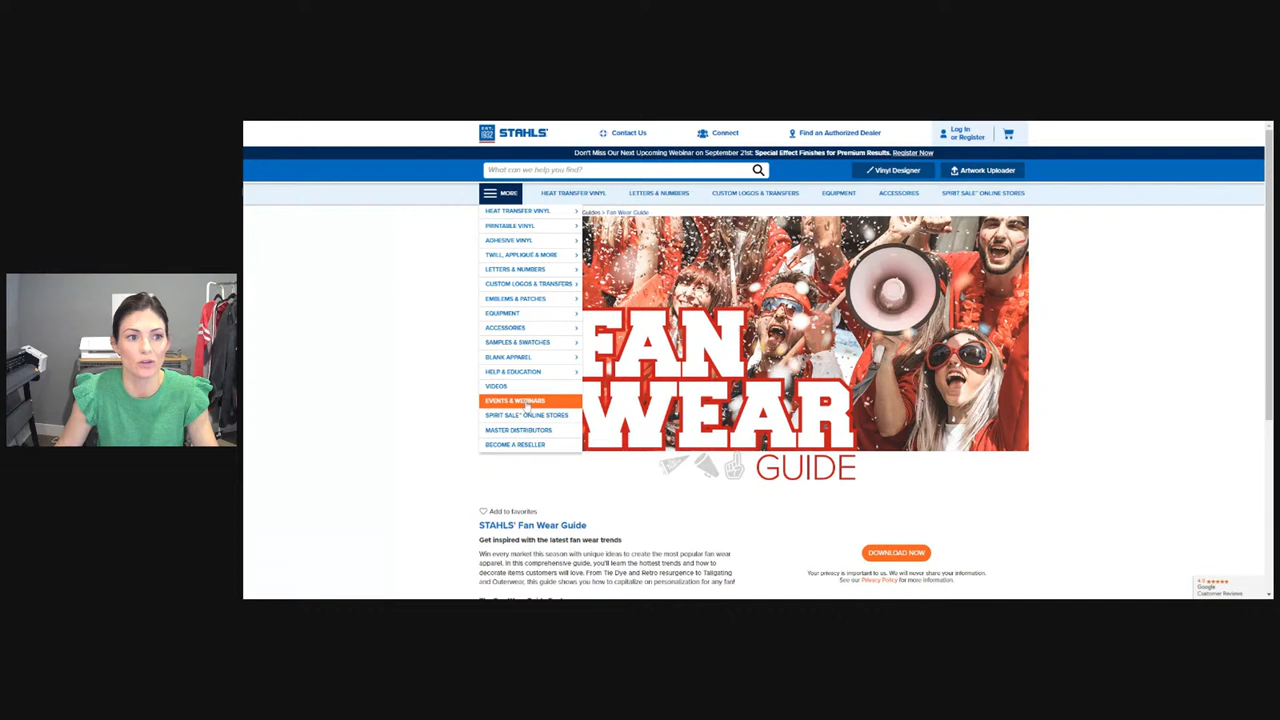 EST. 1932 STAHLS'
Contact Us
Connect
Find an Authorized Dealer
Log In
or Register
Don't Miss Our Next Upcoming Webinar on September 21st: Special Effect Finishes for Premium Results. Register Now
What can we help you find?
Vinyl Designer
Artwork Uploader
MORE
HEAT TRANSFER VINYL
LETTERS & NUMBERS
CUSTOM LOGOS & TRANSFERS
EQUIPMENT
ACCESSORIES
SPIRIT SALE™ ONLINE STORES
Guides > Fan Wear Guide
HEAT TRANSFER VINYL
PRINTABLE VINYL
ADHESIVE VINYL
TWILL, APPLIQUÉ & MORE
LETTERS & NUMBERS
CUSTOM LOGOS & TRANSFERS
EMBLEMS & PATCHES
EQUIPMENT
ACCESSORIES
SAMPLES & SWATCHES
BLANK APPAREL
HELP & EDUCATION
VIDEOS
EVENTS & WEBINARS
SPIRIT SALE™ ONLINE STORES
MASTER DISTRIBUTORS
BECOME A RESELLER
FAN
WEAR
GUIDE
Add to favorites
STAHLS' Fan Wear Guide
Get inspired with the latest fan wear trends
Win every market this season with unique ideas to create the most popular fan wear
apparel. In this comprehensive guide, you'll learn the hottest trends and how to
decorate items customers will love. From Tie Dye and Retro resurgence to Tailgating
and Outerwear, this guide shows you how to capitalize on personalization for any fan!
DOWNLOAD NOW
Your privacy is important to us. We will never share your information.
See our Privacy Policy for more information.
Google
Customer Reviews